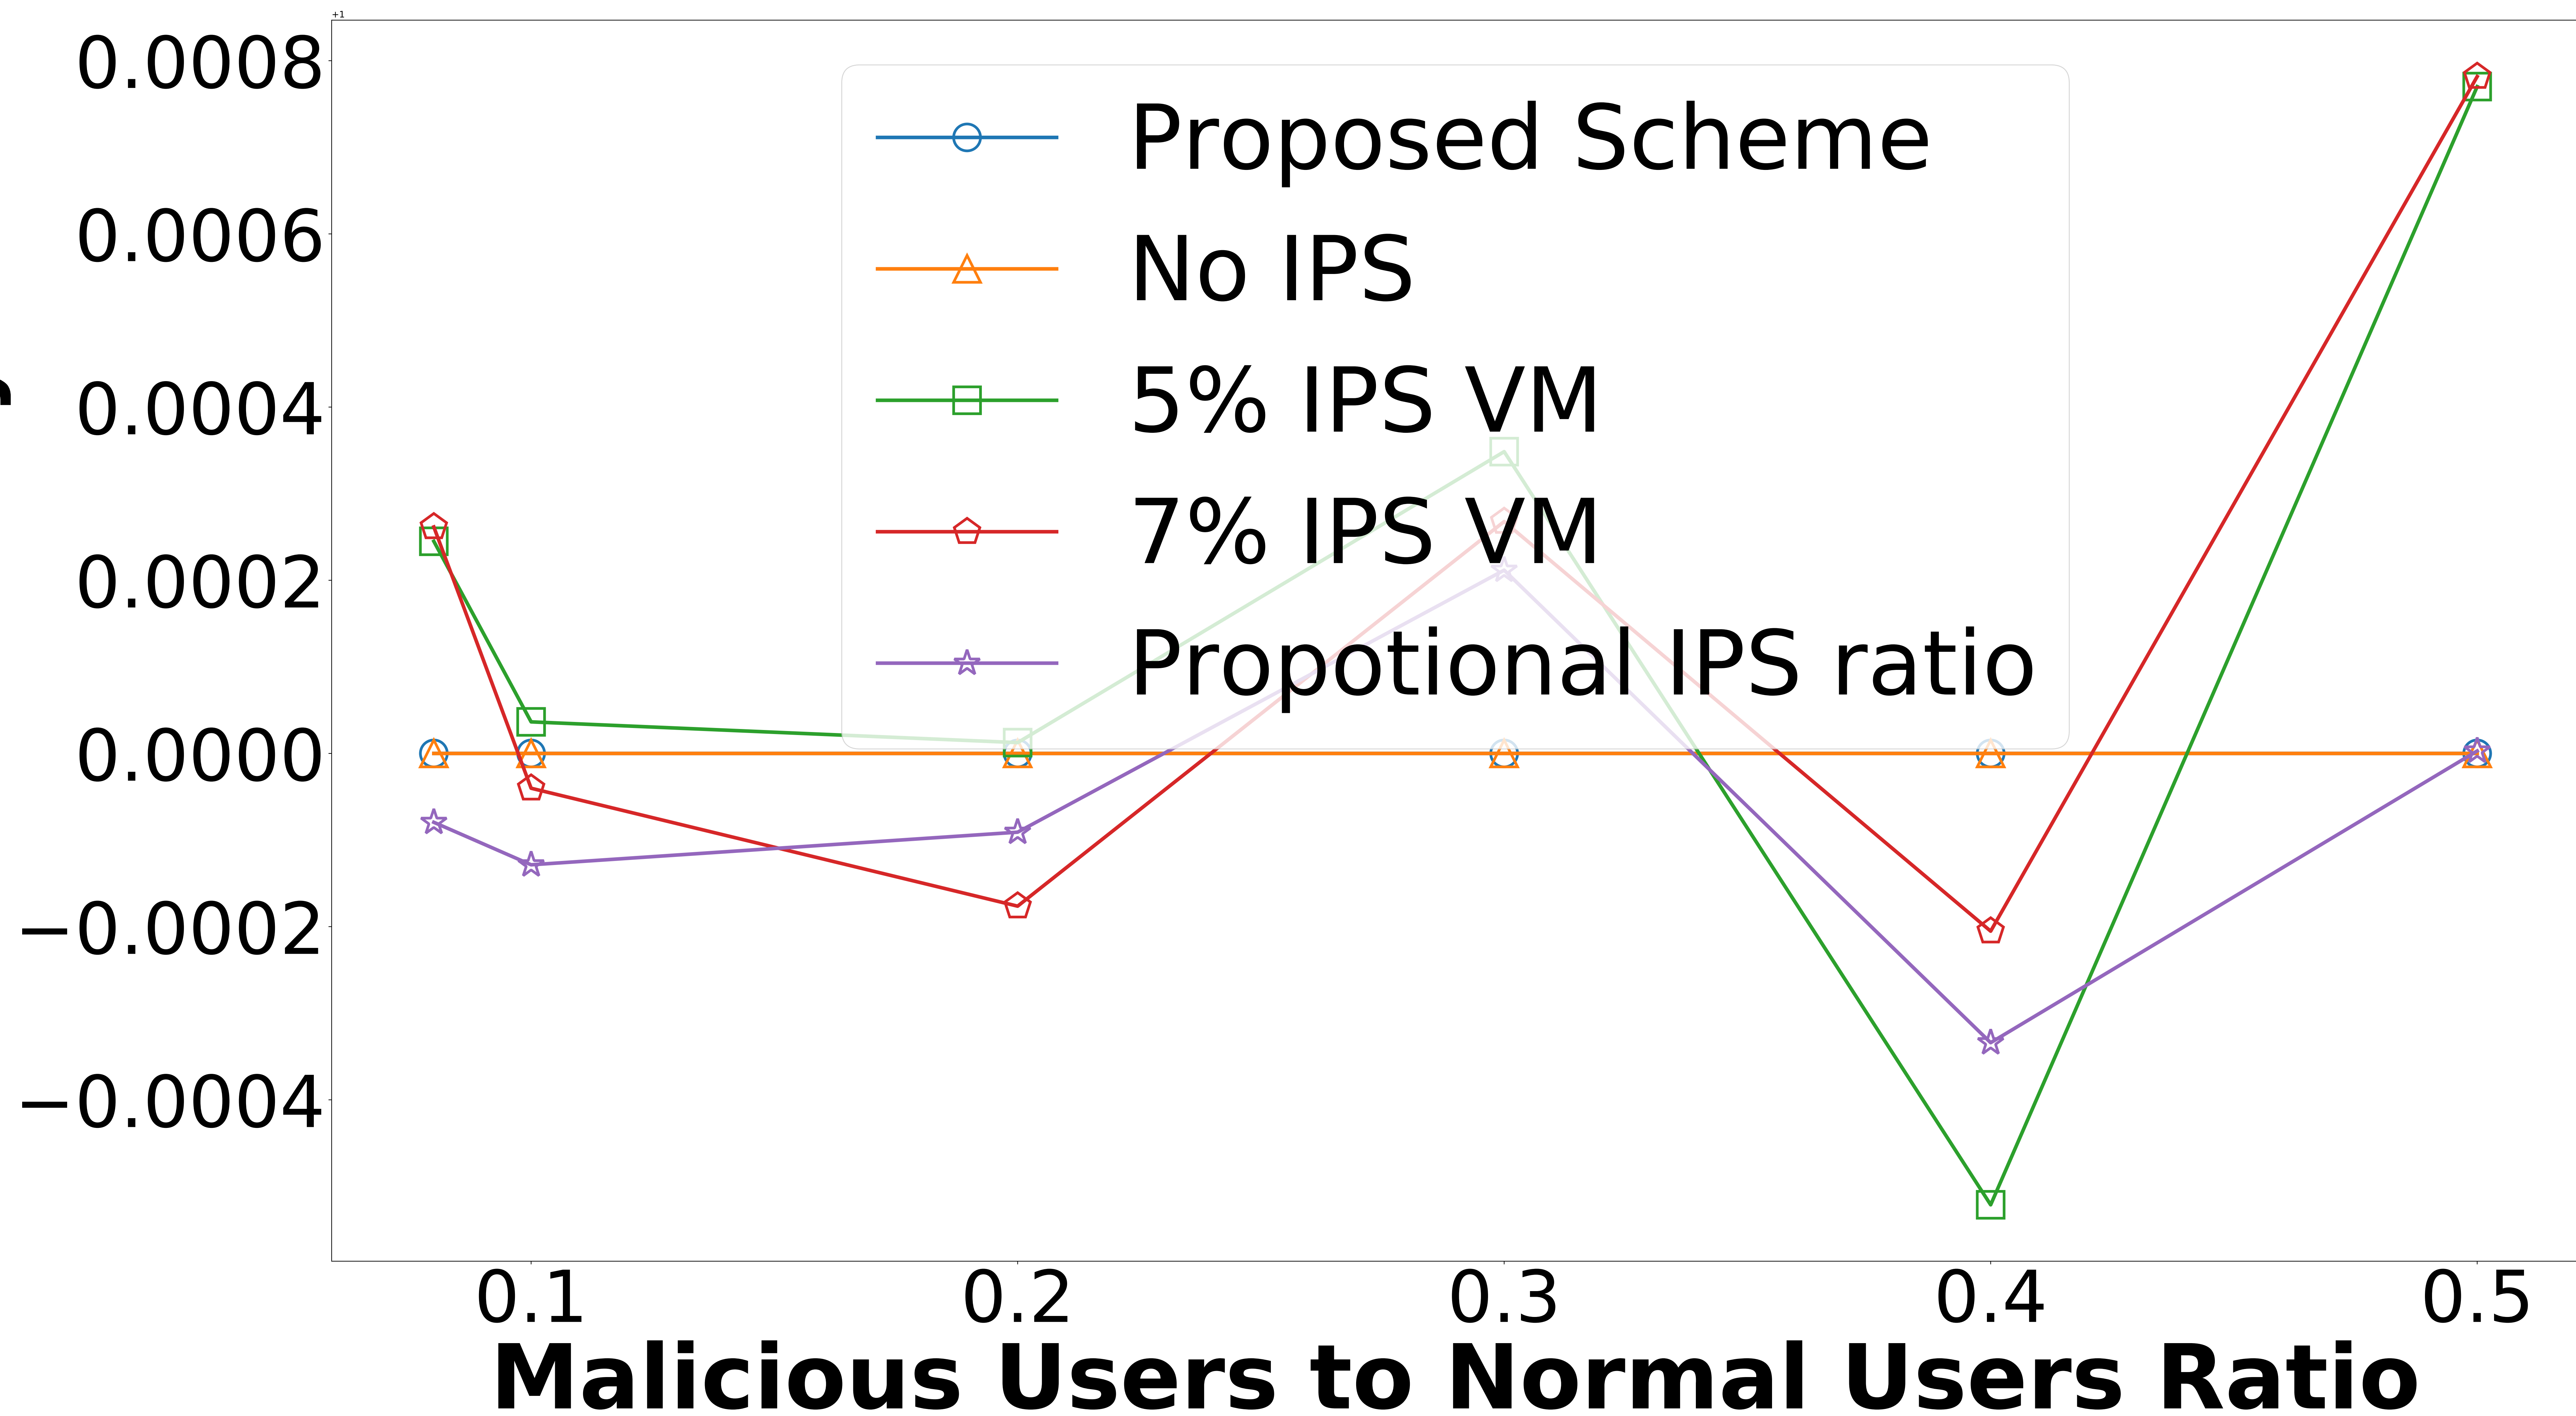 +1
0.0008
0.0006
0.0004
0.0002
0.0000
−0.0002
−0.0004
Proposed Scheme
No IPS
5% IPS VM
7% IPS VM
Propotional IPS ratio
0.1 0.2 0.3 0.4 0.5
Malicious Users to Normal Users Ratio